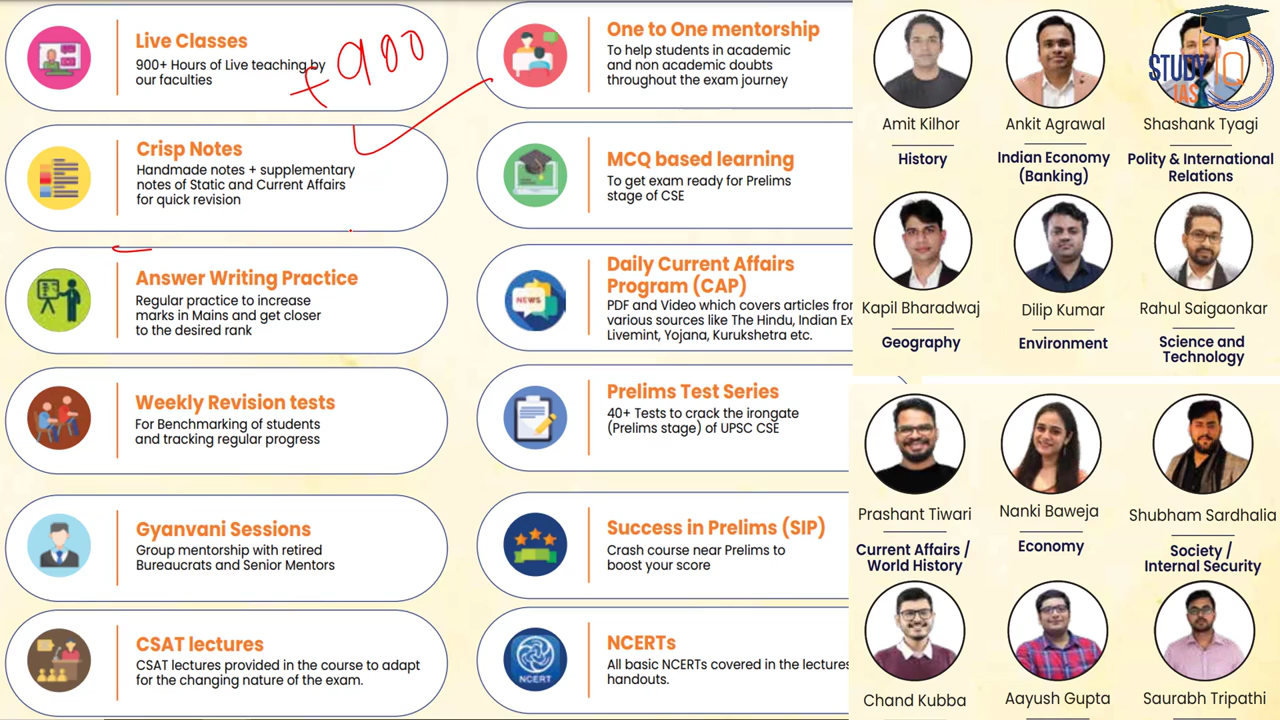 Live Classes
900+ Hours of Live teaching by
our faculties
+900
One to One mentorship
To help students in academic
and non academic doubts
throughout the exam journey
Crisp Notes
Handmade notes + supplementary
notes of Static and Current Affairs
for quick revision
MCQ based learning
To get exam ready for Prelims
stage of CSE
Answer Writing Practice
Regular practice to increase
marks in Mains and get closer
to the desired rank
Daily Current Affairs
Program (CAP)
PDF and Video which covers articles from
various sources like The Hindu, Indian Ex
Livemint, Yojana, Kurukshetra etc.
NEWS
Weekly Revision tests
For Benchmarking of students
and tracking regular progress
Prelims Test Series
40+ Tests to crack the irongate
(Prelims stage) of UPSC CSE
Gyanvani Sessions
Group mentorship with retired
Bureaucrats and Senior Mentors
Success in Prelims (SIP)
Crash course near Prelims to
boost your score
CSAT lectures
CSAT lectures provided in the course to adapt
for the changing nature of the exam.
NCERT
NCERTs
All basic NCERTs covered in the lectures
handouts.
STUDY IQ
IAS
Amit Kilhor
History
Ankit Agrawal
Indian Economy
(Banking)
Shashank Tyagi
Polity & International
Relations
Kapil Bharadwaj
Geography
Dilip Kumar
Environment
Rahul Saigaonkar
Science and
Technology
Prashant Tiwari
Current Affairs /
World History
Nanki Baweja
Economy
Shubham Sardhalia
Society /
Internal Security
Chand Kubba
Aayush Gupta
Saurabh Tripathi